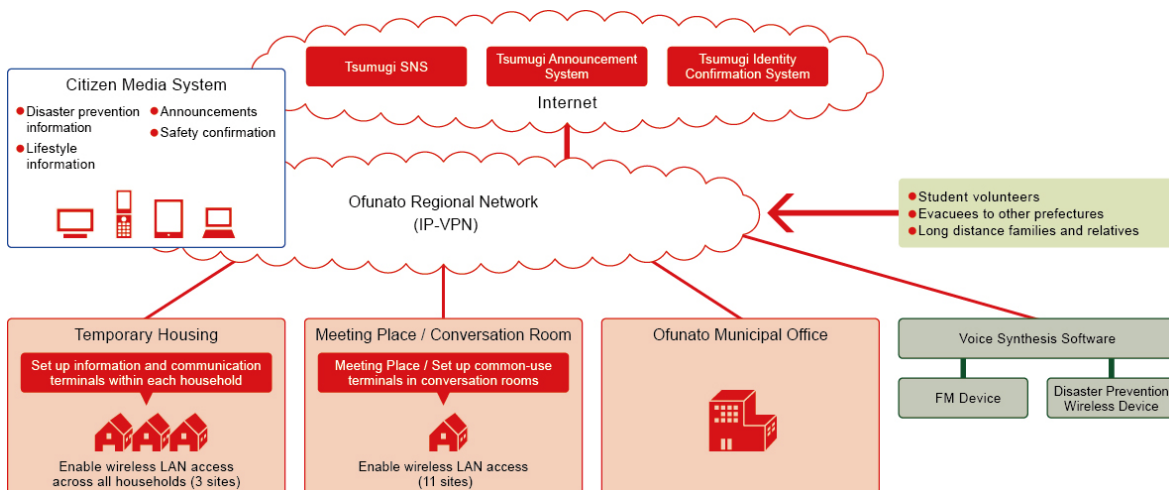 Tsumugi SNS
Tsumugi Announcement
System
Tsumugi Identity
Confirmation System
Internet
Citizen Media System
Disaster prevention
information
Lifestyle
information
Announcements
Safety confirmation
Ofunato Regional Network
(IP-VPN)
Student volunteers
Evacuees to other prefectures
Long distance families and relatives
Temporary Housing
Set up information and communication
terminals within each household
Enable wireless LAN access
across all households (3 sites)
Meeting Place / Conversation Room
Meeting Place / Set up common-use
terminals in conversation rooms
Enable wireless LAN access
(11 sites)
Ofunato Municipal Office
Voice Synthesis Software
FM Device
Disaster Prevention
Wireless Device